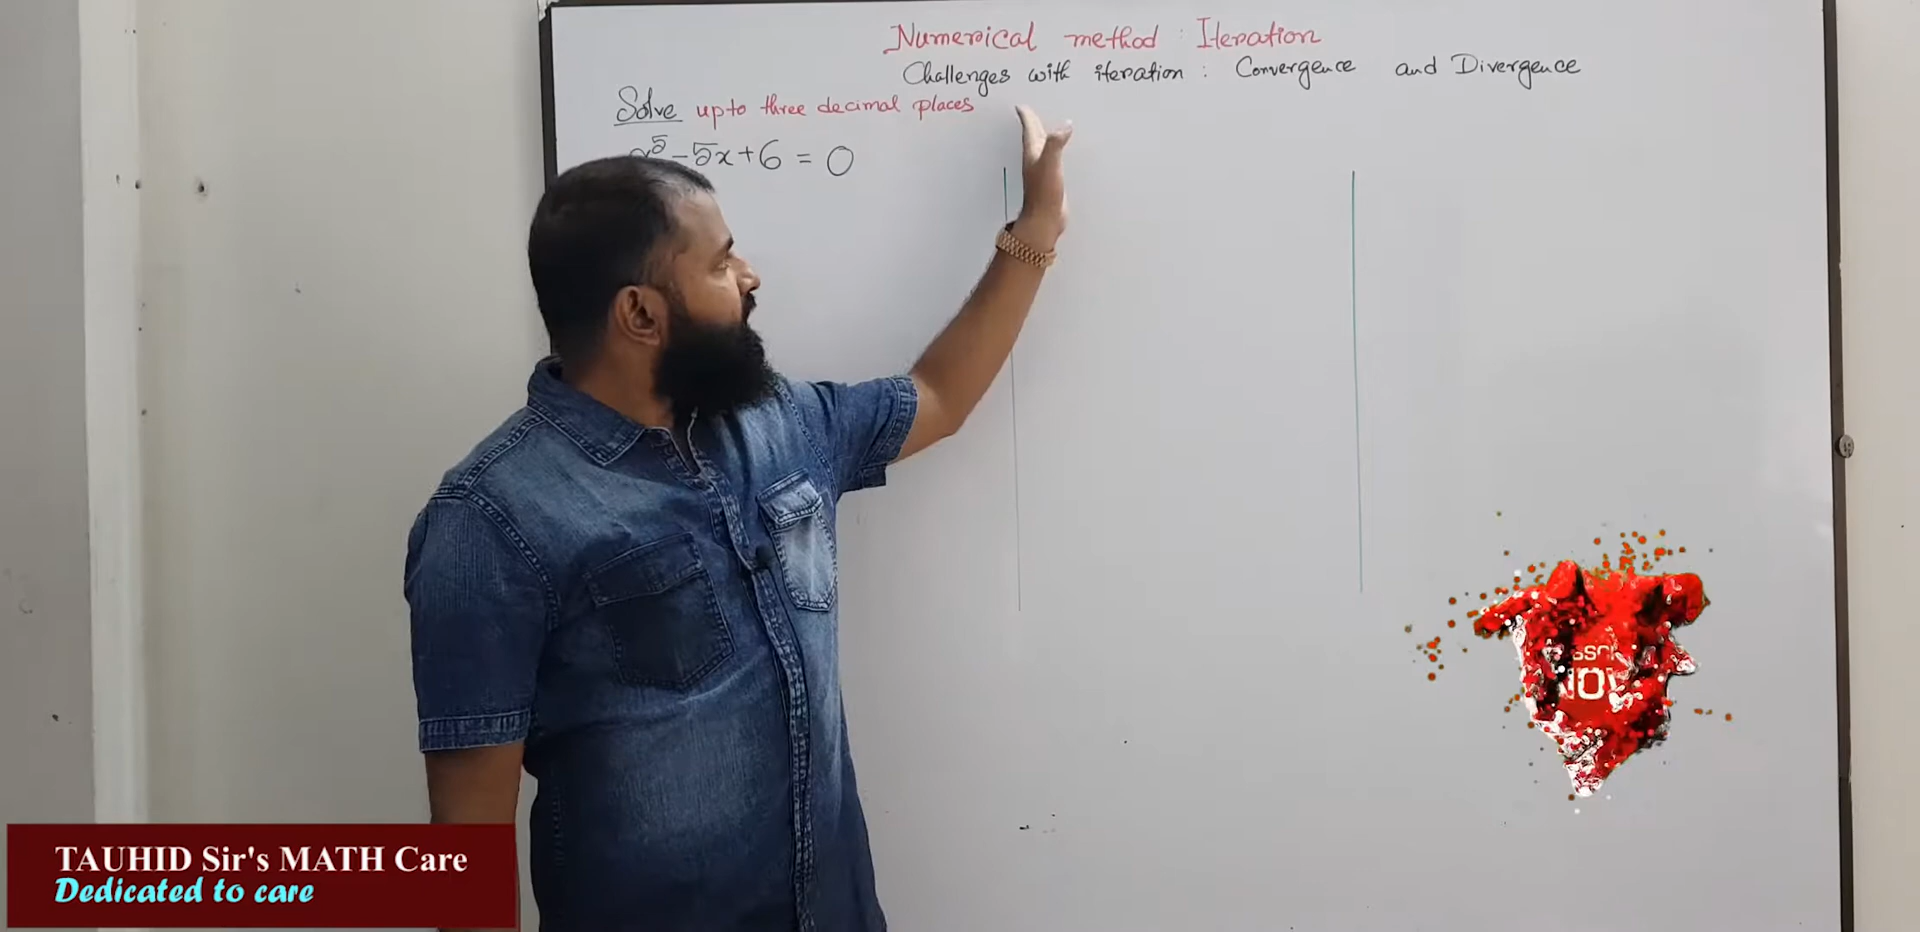 Numerical method : Iteration
Challenges with iteration : Convergence and Divergence
Solve upto three decimal places
x⁵ - 5x + 6 = 0
TAUHID Sir's MATH Care
Dedicated to care